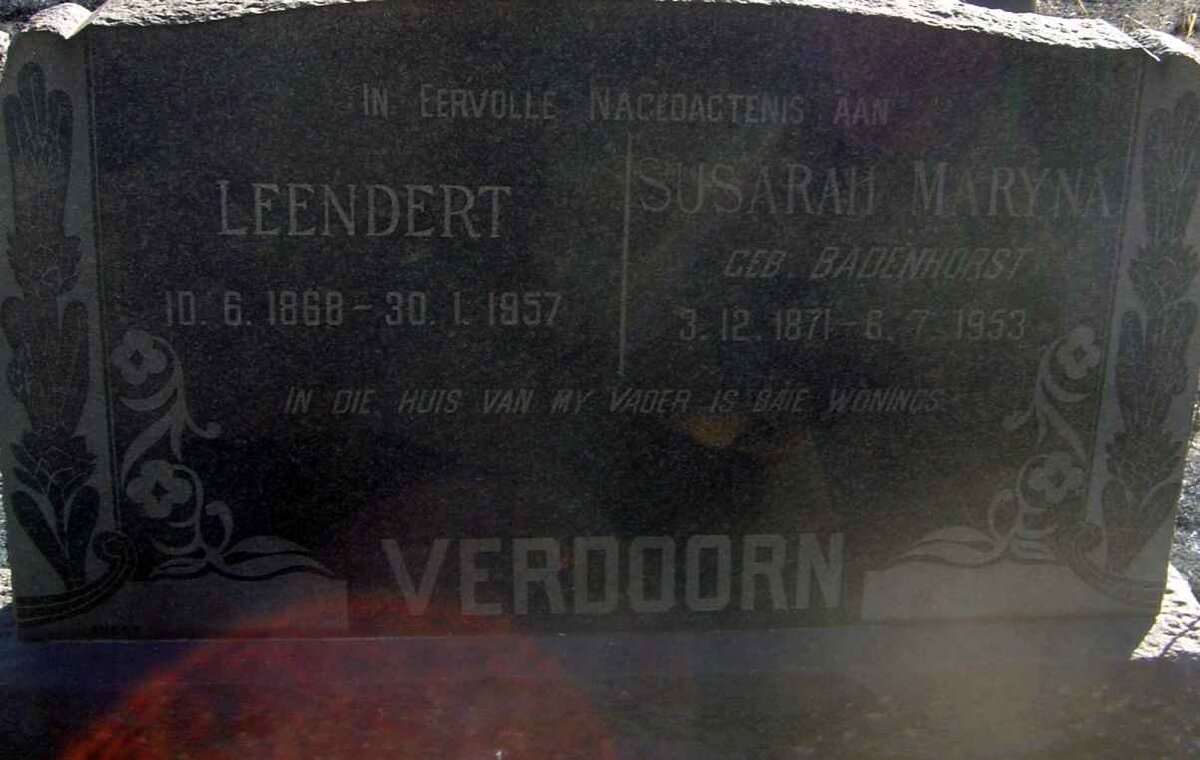 IN EERVOLLE NAGEDAGTENIS AAN
LEENDERT
10. 6. 1868 – 30. 1. 1957
SUSARAH MARYNA
GEB. BADENHORST
3. 12. 1871 – 6. 7. 1953
IN DIE HUIS VAN MY VADER IS BAIE WONINGS
VERDOORN